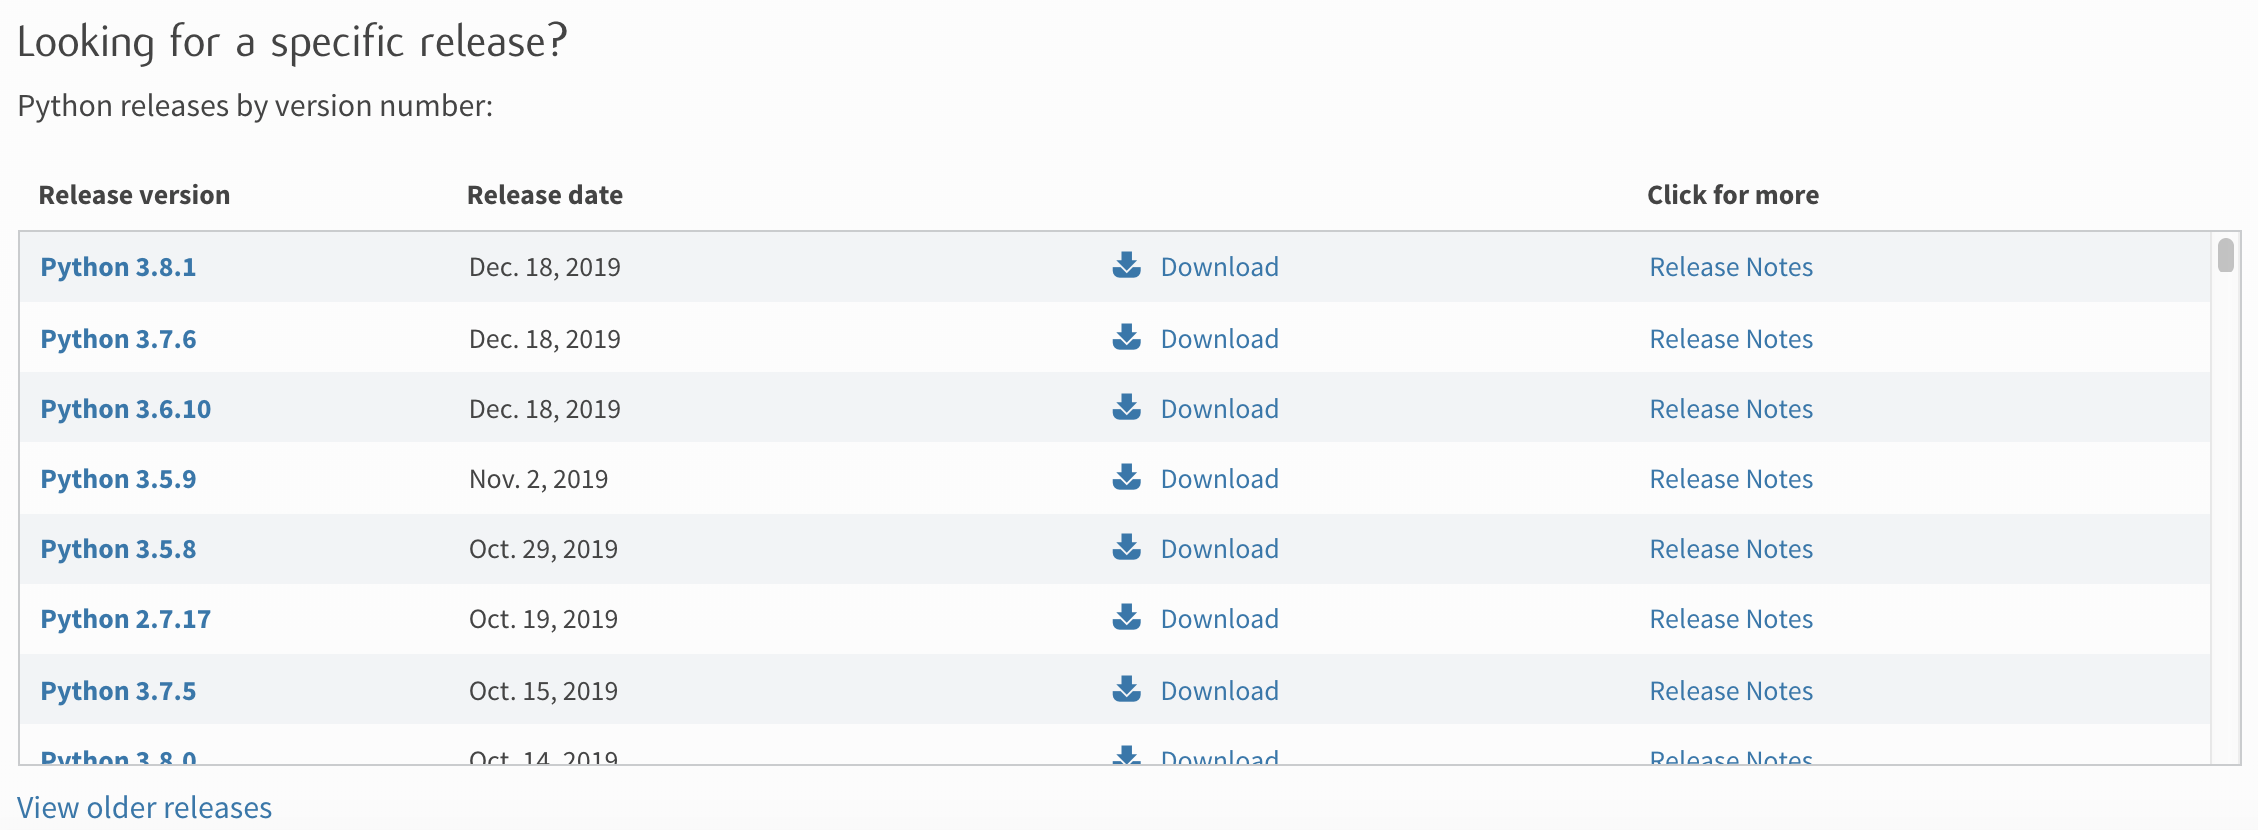 Looking for a specific release?
Python releases by version number:
Release version Release date Click for more
Python 3.8.1 Dec. 18, 2019 Download Release Notes
Python 3.7.6 Dec. 18, 2019 Download Release Notes
Python 3.6.10 Dec. 18, 2019 Download Release Notes
Python 3.5.9 Nov. 2, 2019 Download Release Notes
Python 3.5.8 Oct. 29, 2019 Download Release Notes
Python 2.7.17 Oct. 19, 2019 Download Release Notes
Python 3.7.5 Oct. 15, 2019 Download Release Notes
Python 3.8.0 Oct. 14, 2019 Download Release Notes
View older releases